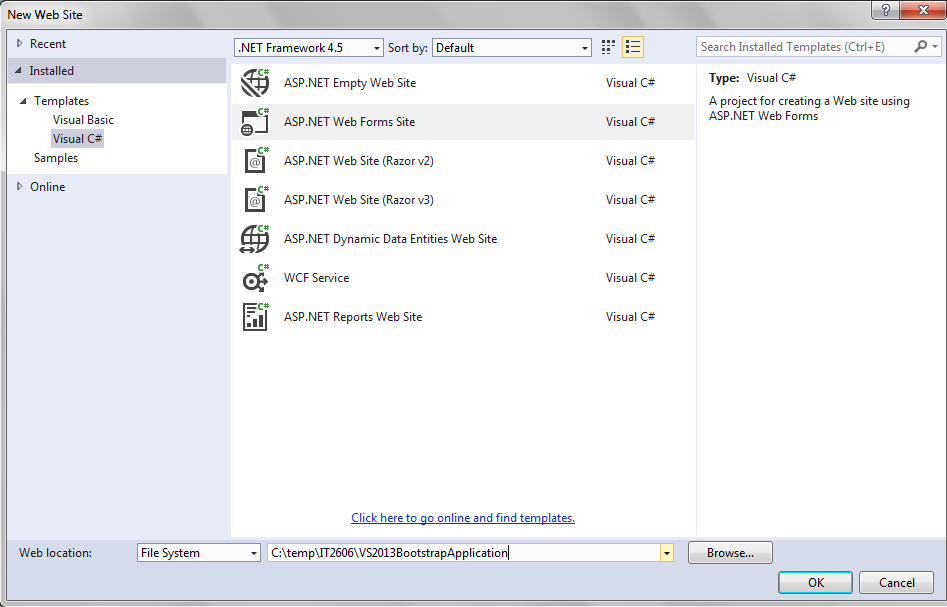 New Web Site
?
Recent
Installed
Templates
Visual Basic
Visual C#
Samples
Online
.NET Framework 4.5
Sort by:
Default
Search Installed Templates (Ctrl+E)
C# ASP.NET Empty Web Site Visual C#
C# ASP.NET Web Forms Site Visual C#
C# @ ASP.NET Web Site (Razor v2) Visual C#
C# @ ASP.NET Web Site (Razor v3) Visual C#
C# ASP.NET Dynamic Data Entities Web Site Visual C#
C# WCF Service Visual C#
C# ASP.NET Reports Web Site Visual C#
Click here to go online and find templates.
Type: Visual C#
A project for creating a Web site using
ASP.NET Web Forms
Web location:
File System
C:\temp\IT2606\VS2013BootstrapApplication
Browse...
OK
Cancel